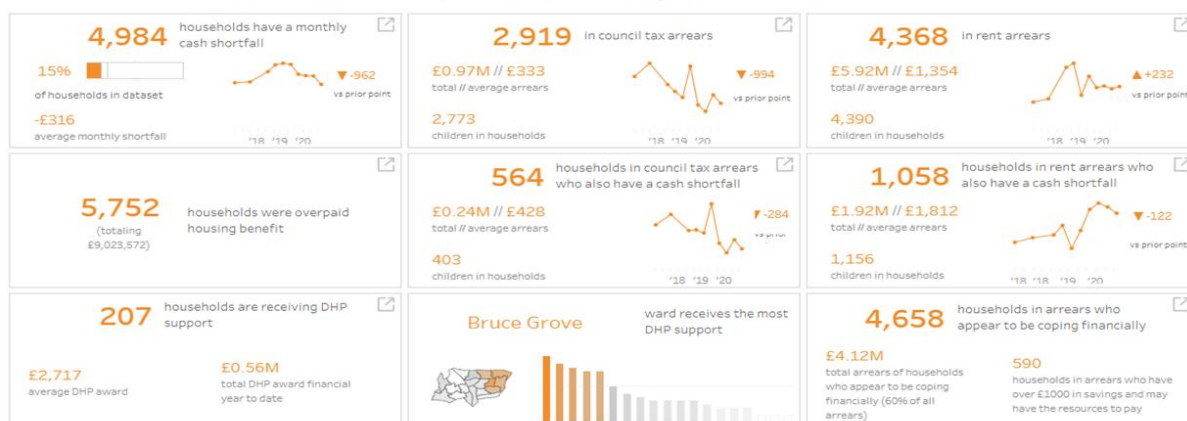 4,984 households have a monthly
cash shortfall
15%
▼ -962
vs prior point
of households in dataset
-£316
average monthly shortfall
'18 '19 '20
2,919 in council tax arrears
£0.97M // £333
total // average arrears
▼ -994
vs prior point
2,773
children in households
'18 '19 '20
4,368 in rent arrears
£5.92M // £1,354
total // average arrears
▲ +232
vs prior point
4,390
children in households
'18 '19 '20
5,752
(totaling
£9,023,572)
households were overpaid
housing benefit
564 households in council tax arrears
who also have a cash shortfall
£0.24M // £428
total // average arrears
-284
403
children in households
'18 '19 '20
1,058 households in rent arrears who
also have a cash shortfall
£1.92M // £1,812
total // average arrears
▼ -122
vs prior point
1,156
children in households
'18 '18 '19 '20
207 households are receiving DHP
support
£2,717
average DHP award
£0.56M
total DHP award financial
year to date
Bruce Grove
ward receives the most
DHP support
4,658 households in arrears who
appear to be coping financially
£4.12M
total arrears of households
who appear to be coping
financially (60% of all
arrears)
590
households in arrears who have
over £1000 in savings and may
have the resources to pay